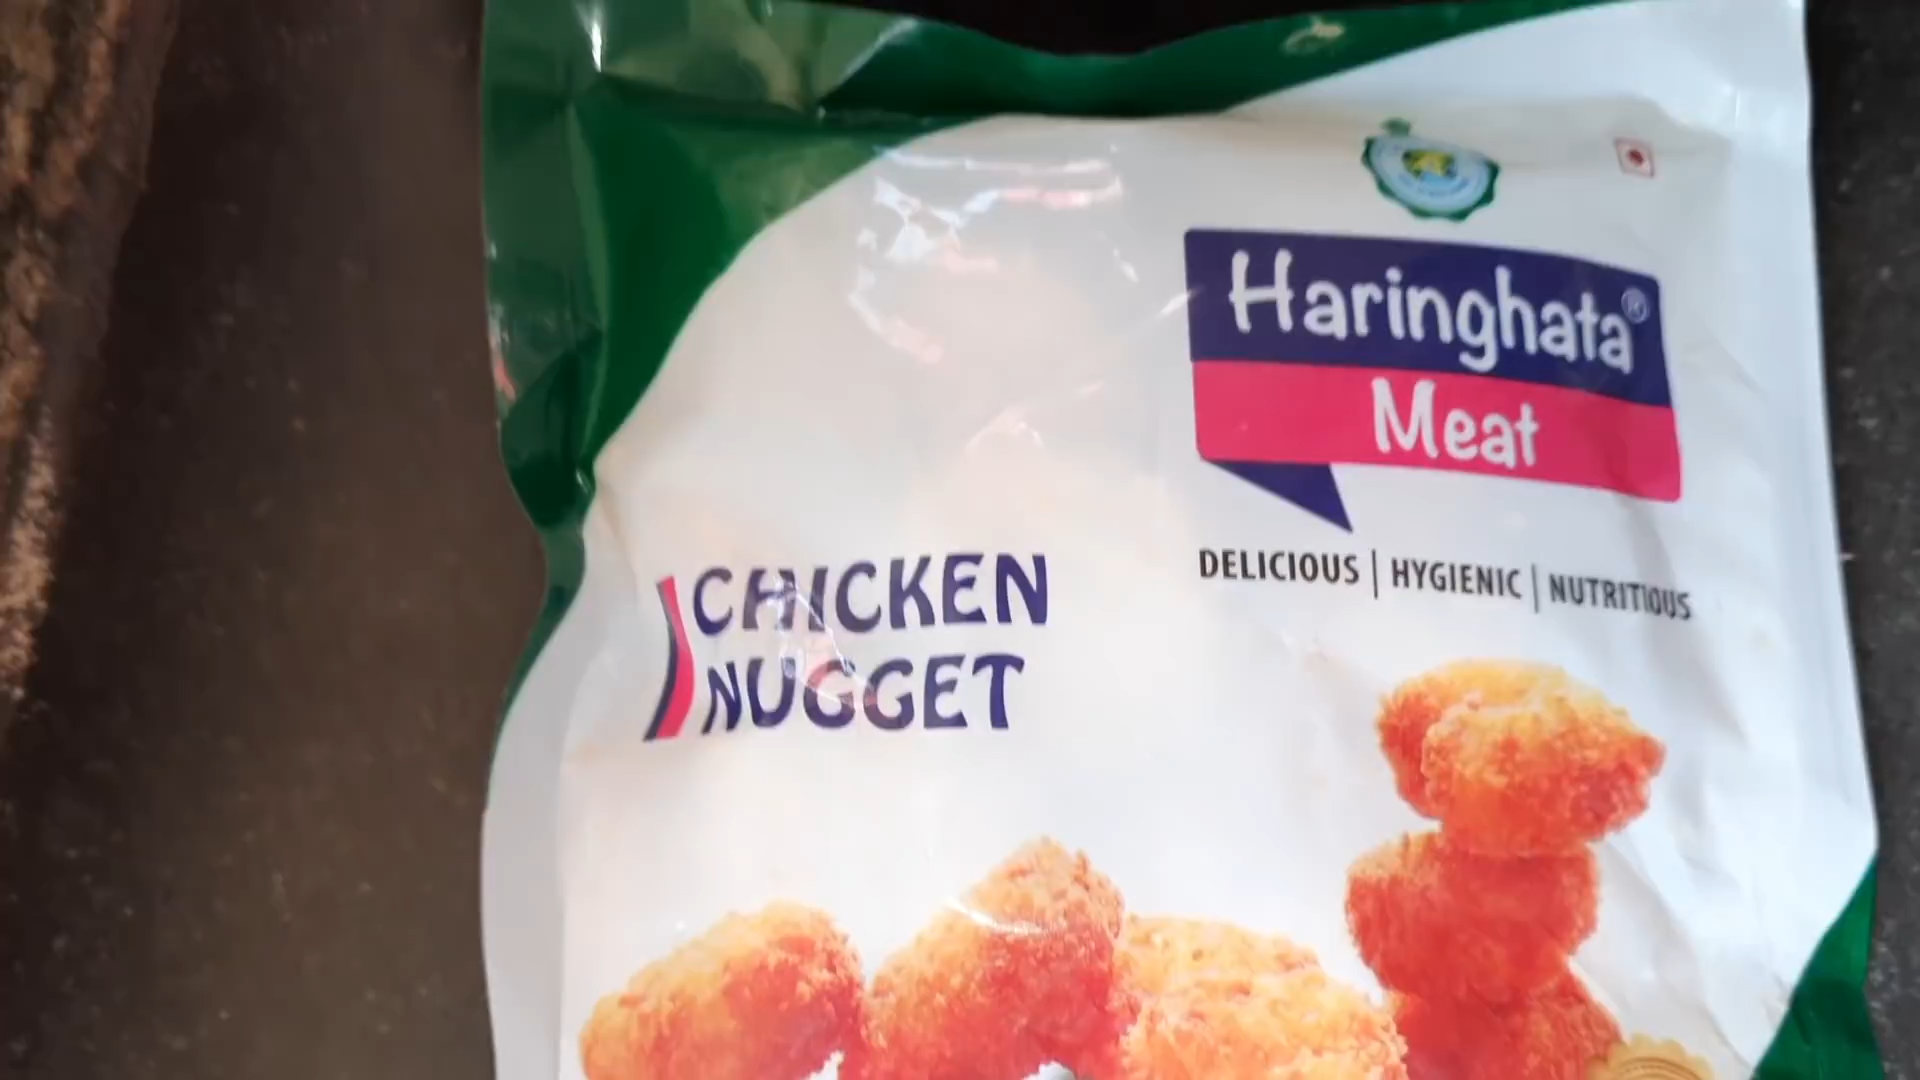 Haringhata®
Meat
DELICIOUS | HYGIENIC | NUTRITIOUS
CHICKEN
NUGGET